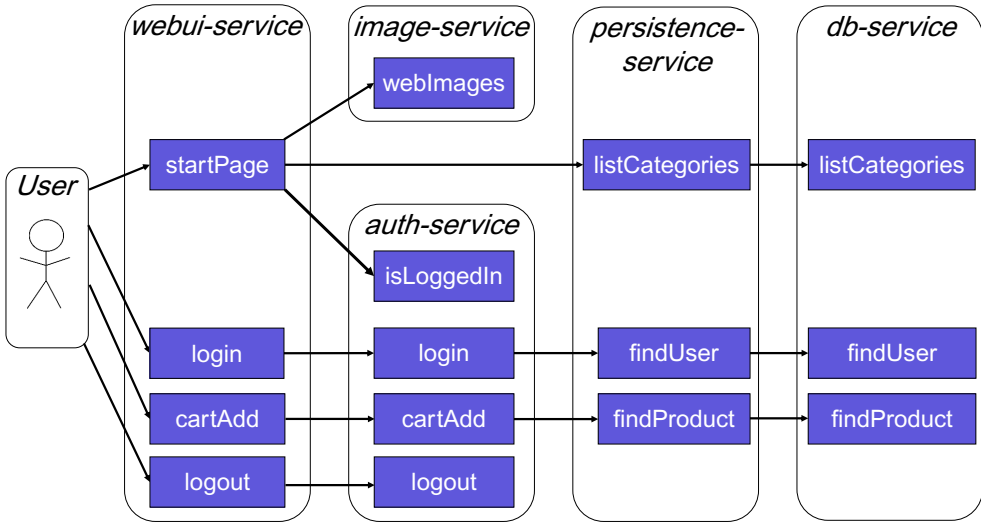 webui-service
image-service
persistence-
service
db-service
webImages
startPage
listCategories
listCategories
User
auth-service
isLoggedIn
login
login
findUser
findUser
cartAdd
cartAdd
findProduct
findProduct
logout
logout